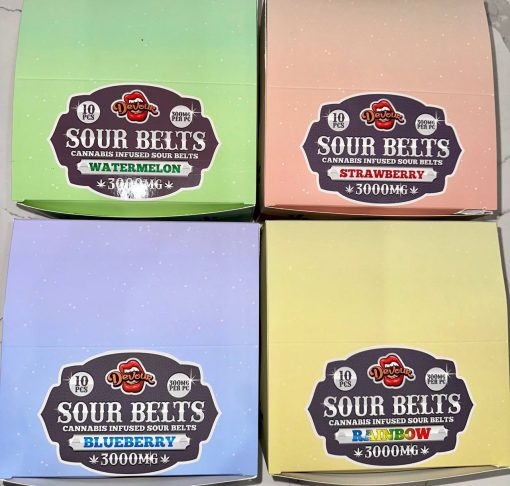 10
PCS
Devour
300MG
PER PC
SOUR BELTS
CANNABIS INFUSED SOUR BELTS
WATERMELON
3000MG
10
PCS
Devour
300MG
PER PC
SOUR BELTS
CANNABIS INFUSED SOUR BELTS
STRAWBERRY
3000MG
10
PCS
Devour
300MG
PER PC
SOUR BELTS
CANNABIS INFUSED SOUR BELTS
BLUEBERRY
3000MG
10
PCS
Devour
300MG
PER PC
SOUR BELTS
CANNABIS INFUSED SOUR BELTS
RAINBOW
3000MG